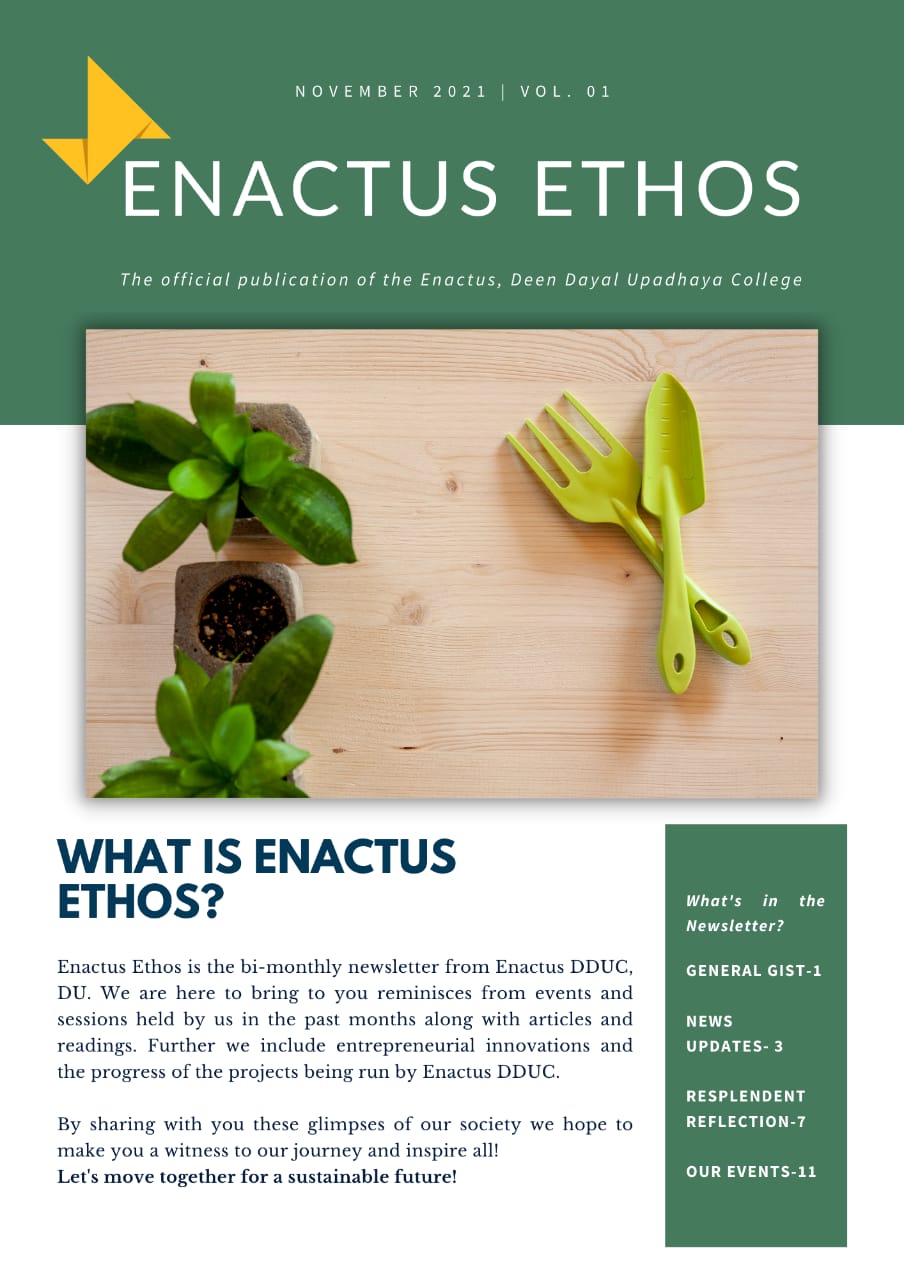 NOVEMBER 2021 | VOL. 01
ENACTUS ETHOS
The official publication of the Enactus, Deen Dayal Upadhaya College
WHAT IS ENACTUS
ETHOS?
Enactus Ethos is the bi-monthly newsletter from Enactus DDUC,
DU. We are here to bring to you reminisces from events and
sessions held by us in the past months along with articles and
readings. Further we include entrepreneurial innovations and
the progress of the projects being run by Enactus DDUC.
By sharing with you these glimpses of our society we hope to
make you a witness to our journey and inspire all!
Let's move together for a sustainable future!
What's in the
Newsletter?
GENERAL GIST-1
NEWS
UPDATES- 3
RESPLENDENT
REFLECTION-7
OUR EVENTS-11